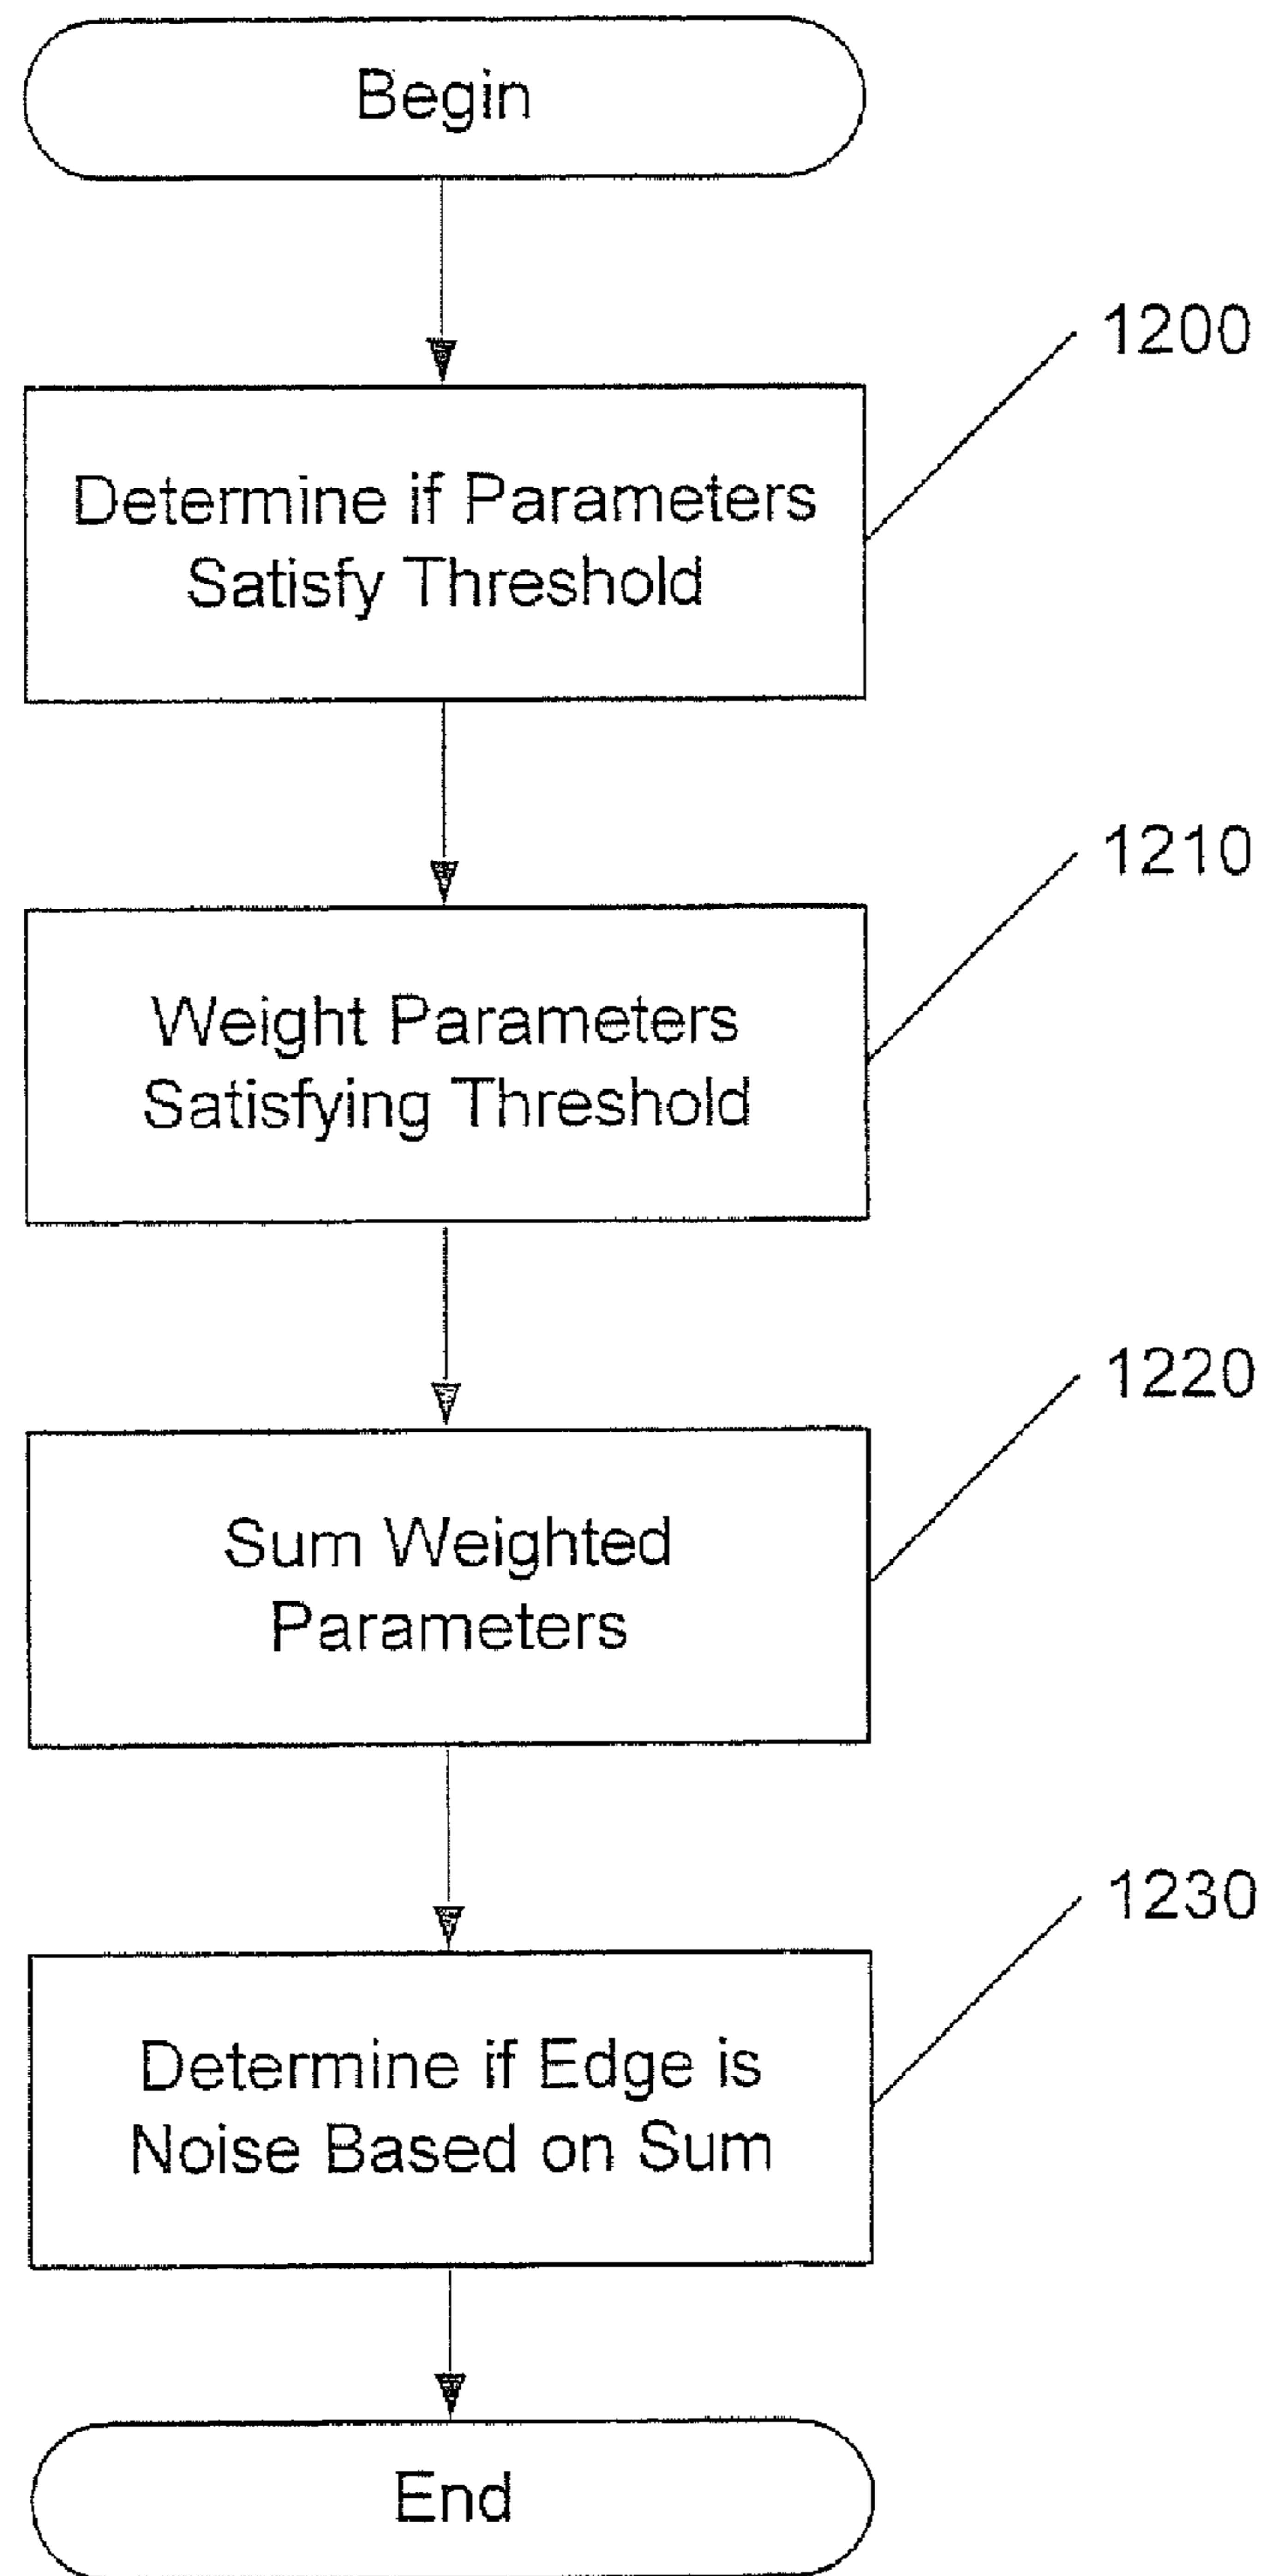 Begin
1200
Determine if Parameters
Satisfy Threshold
1210
Weight Parameters
Satisfying Threshold
1220
Sum Weighted
Parameters
1230
Determine if Edge is
Noise Based on Sum
End